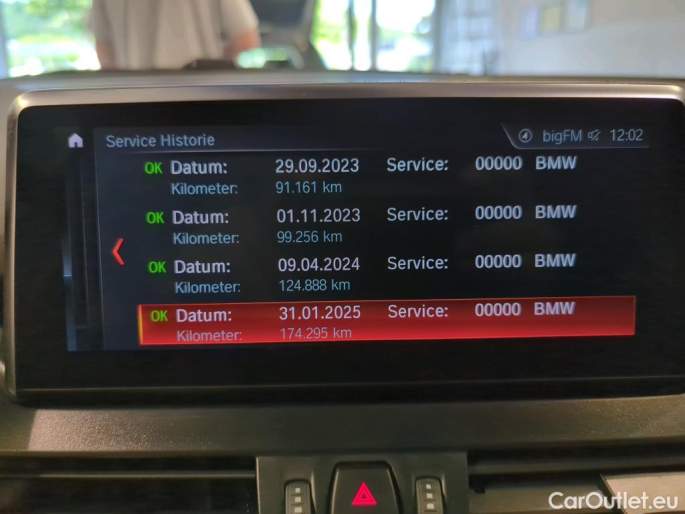 Service Historie bigFM 12:02
OK Datum: 29.09.2023 Service: 00000 BMW
Kilometer: 91.161 km
OK Datum: 01.11.2023 Service: 00000 BMW
Kilometer: 99.256 km
OK Datum: 09.04.2024 Service: 00000 BMW
Kilometer: 124.888 km
OK Datum: 31.01.2025 Service: 00000 BMW
Kilometer: 174.295 km
CarOutlet.eu